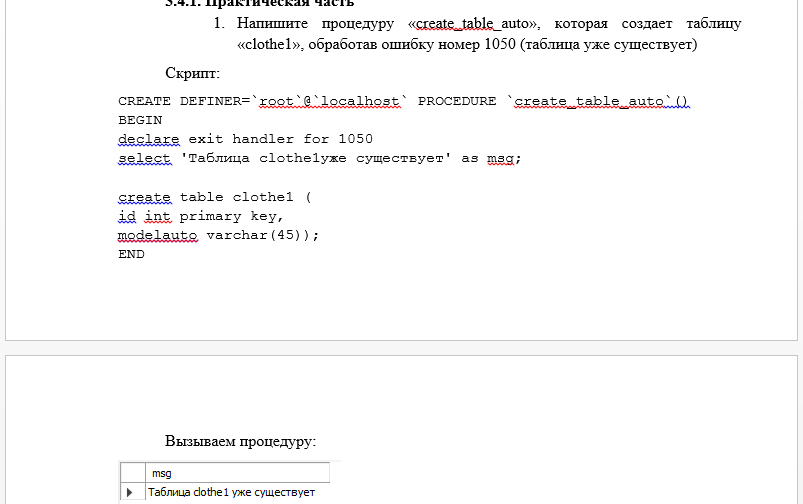 3.4.1. Практическая часть
1. Напишите процедуру «create_table_auto», которая создает таблицу
«clothe1», обработав ошибку номер 1050 (таблица уже существует)
Скрипт:
CREATE DEFINER=`root`@`localhost` PROCEDURE `create_table_auto`()
BEGIN
declare exit handler for 1050
select 'Таблица clothe1уже существует' as msg;
create table clothe1 (
id int primary key,
modelauto varchar(45));
END
Вызываем процедуру:
msg
Таблица clothe1 уже существует